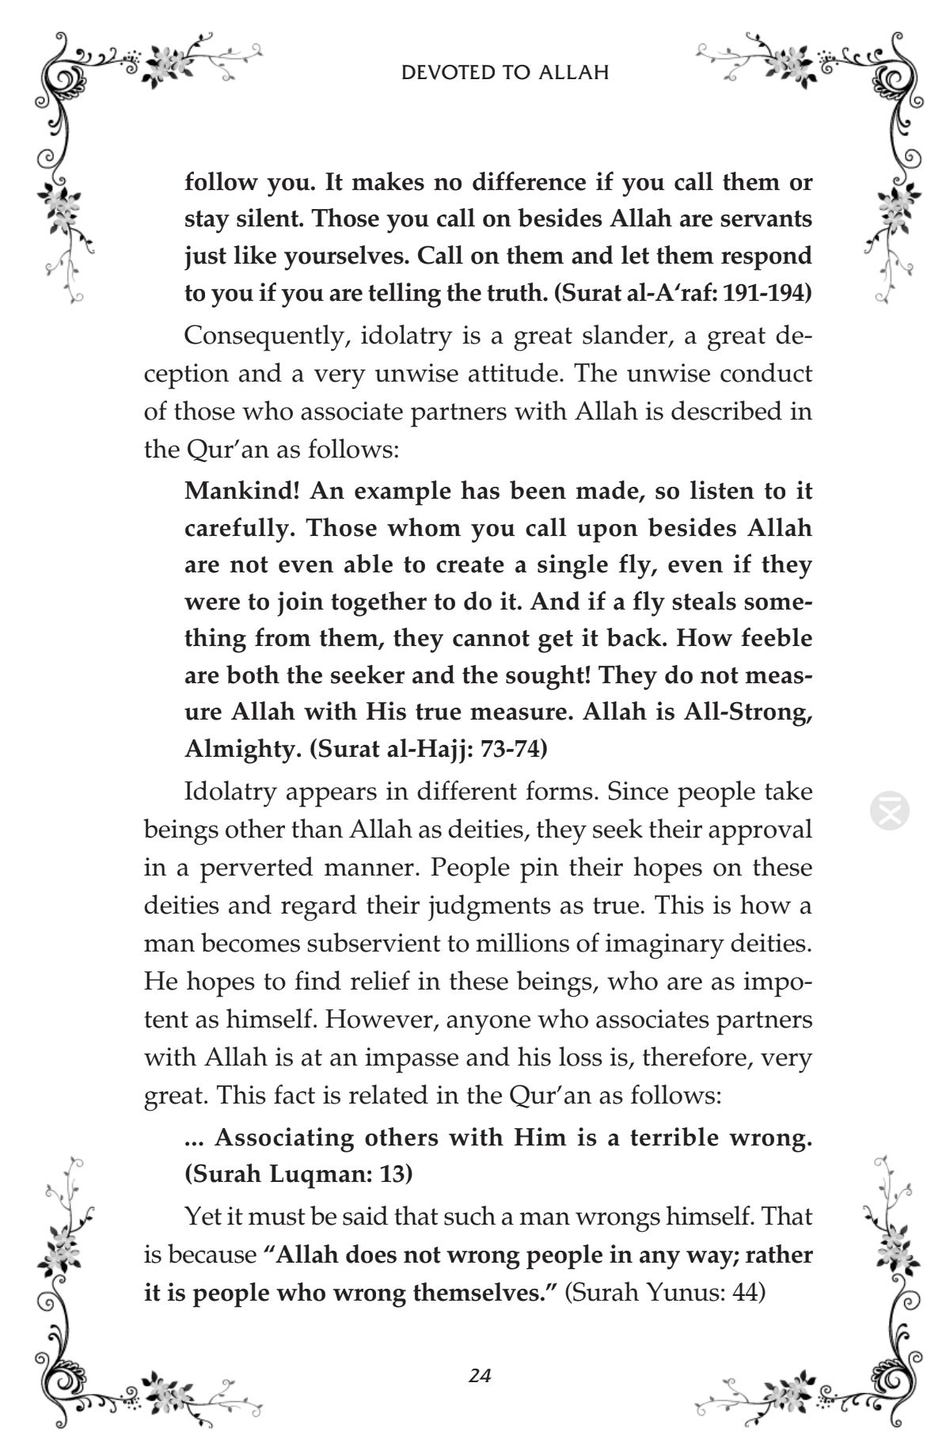 DEVOTED TO ALLAH
follow you. It makes no difference if you call them or
stay silent. Those you call on besides Allah are servants
just like yourselves. Call on them and let them respond
to you if you are telling the truth. (Surat al-A‘raf: 191-194)
Consequently, idolatry is a great slander, a great de-
ception and a very unwise attitude. The unwise conduct
of those who associate partners with Allah is described in
the Qur’an as follows:
Mankind! An example has been made, so listen to it
carefully. Those whom you call upon besides Allah
are not even able to create a single fly, even if they
were to join together to do it. And if a fly steals some-
thing from them, they cannot get it back. How feeble
are both the seeker and the sought! They do not meas-
ure Allah with His true measure. Allah is All-Strong,
Almighty. (Surat al-Hajj: 73-74)
Idolatry appears in different forms. Since people take
beings other than Allah as deities, they seek their approval
in a perverted manner. People pin their hopes on these
deities and regard their judgments as true. This is how a
man becomes subservient to millions of imaginary deities.
He hopes to find relief in these beings, who are as impo-
tent as himself. However, anyone who associates partners
with Allah is at an impasse and his loss is, therefore, very
great. This fact is related in the Qur’an as follows:
... Associating others with Him is a terrible wrong.
(Surah Luqman: 13)
Yet it must be said that such a man wrongs himself. That
is because “Allah does not wrong people in any way; rather
it is people who wrong themselves.” (Surah Yunus: 44)
24